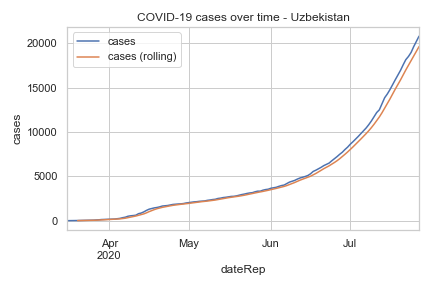 COVID-19 cases over time - Uzbekistan
cases
cases (rolling)
20000
15000
10000
5000
0
cases
Apr
2020
May
Jun
Jul
dateRep